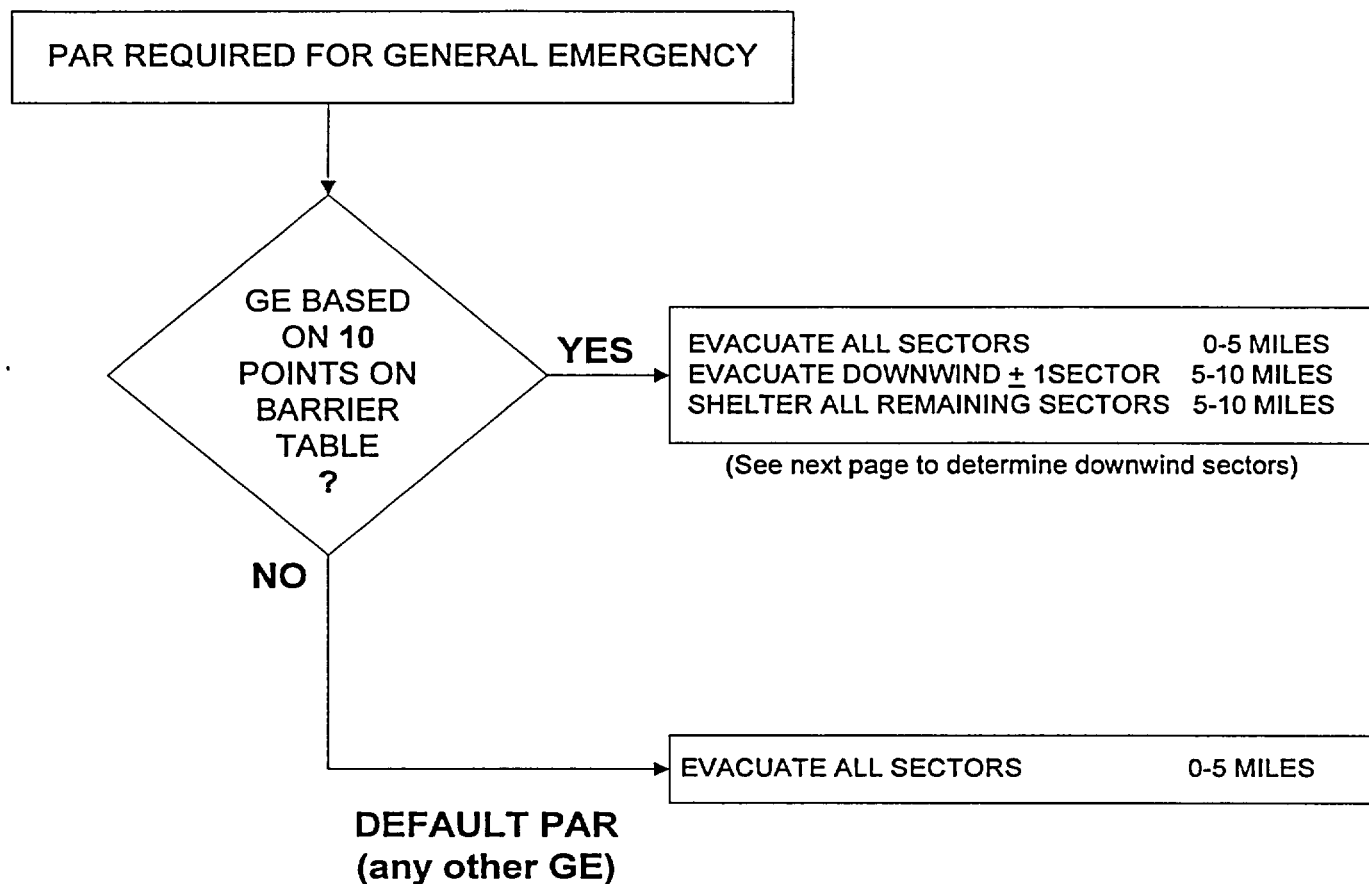 PAR REQUIRED FOR GENERAL EMERGENCY
GE BASED
ON 10
POINTS ON
BARRIER
TABLE
?
YES
EVACUATE ALL SECTORS 0-5 MILES
EVACUATE DOWNWIND ± 1SECTOR 5-10 MILES
SHELTER ALL REMAINING SECTORS 5-10 MILES
(See next page to determine downwind sectors)
NO
EVACUATE ALL SECTORS 0-5 MILES
DEFAULT PAR
(any other GE)